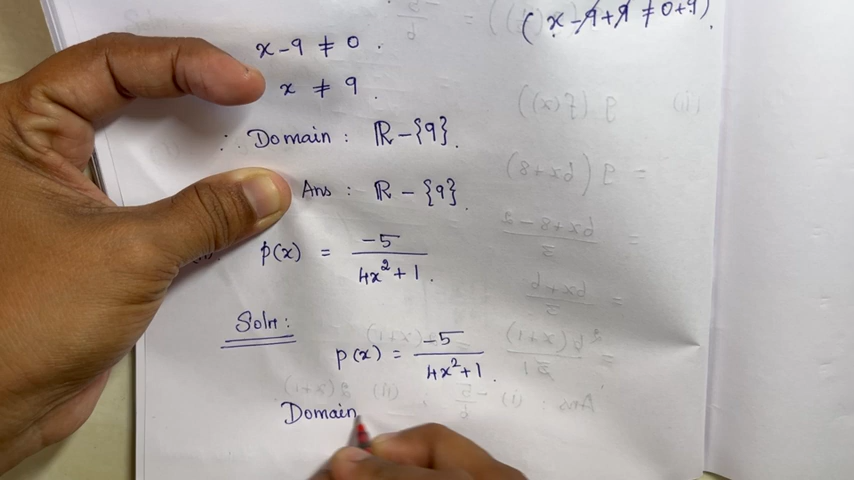 ( x - 9 + 9 ≠ 0 + 9 )
x - 9 ≠ 0 .
x ≠ 9 .
∴ Domain : ℝ - {9} .
Ans : ℝ - {9} .
p(x) = -5 / 4x² + 1 .
Soln :
p(x) = -5 / 4x² + 1 .
Domain